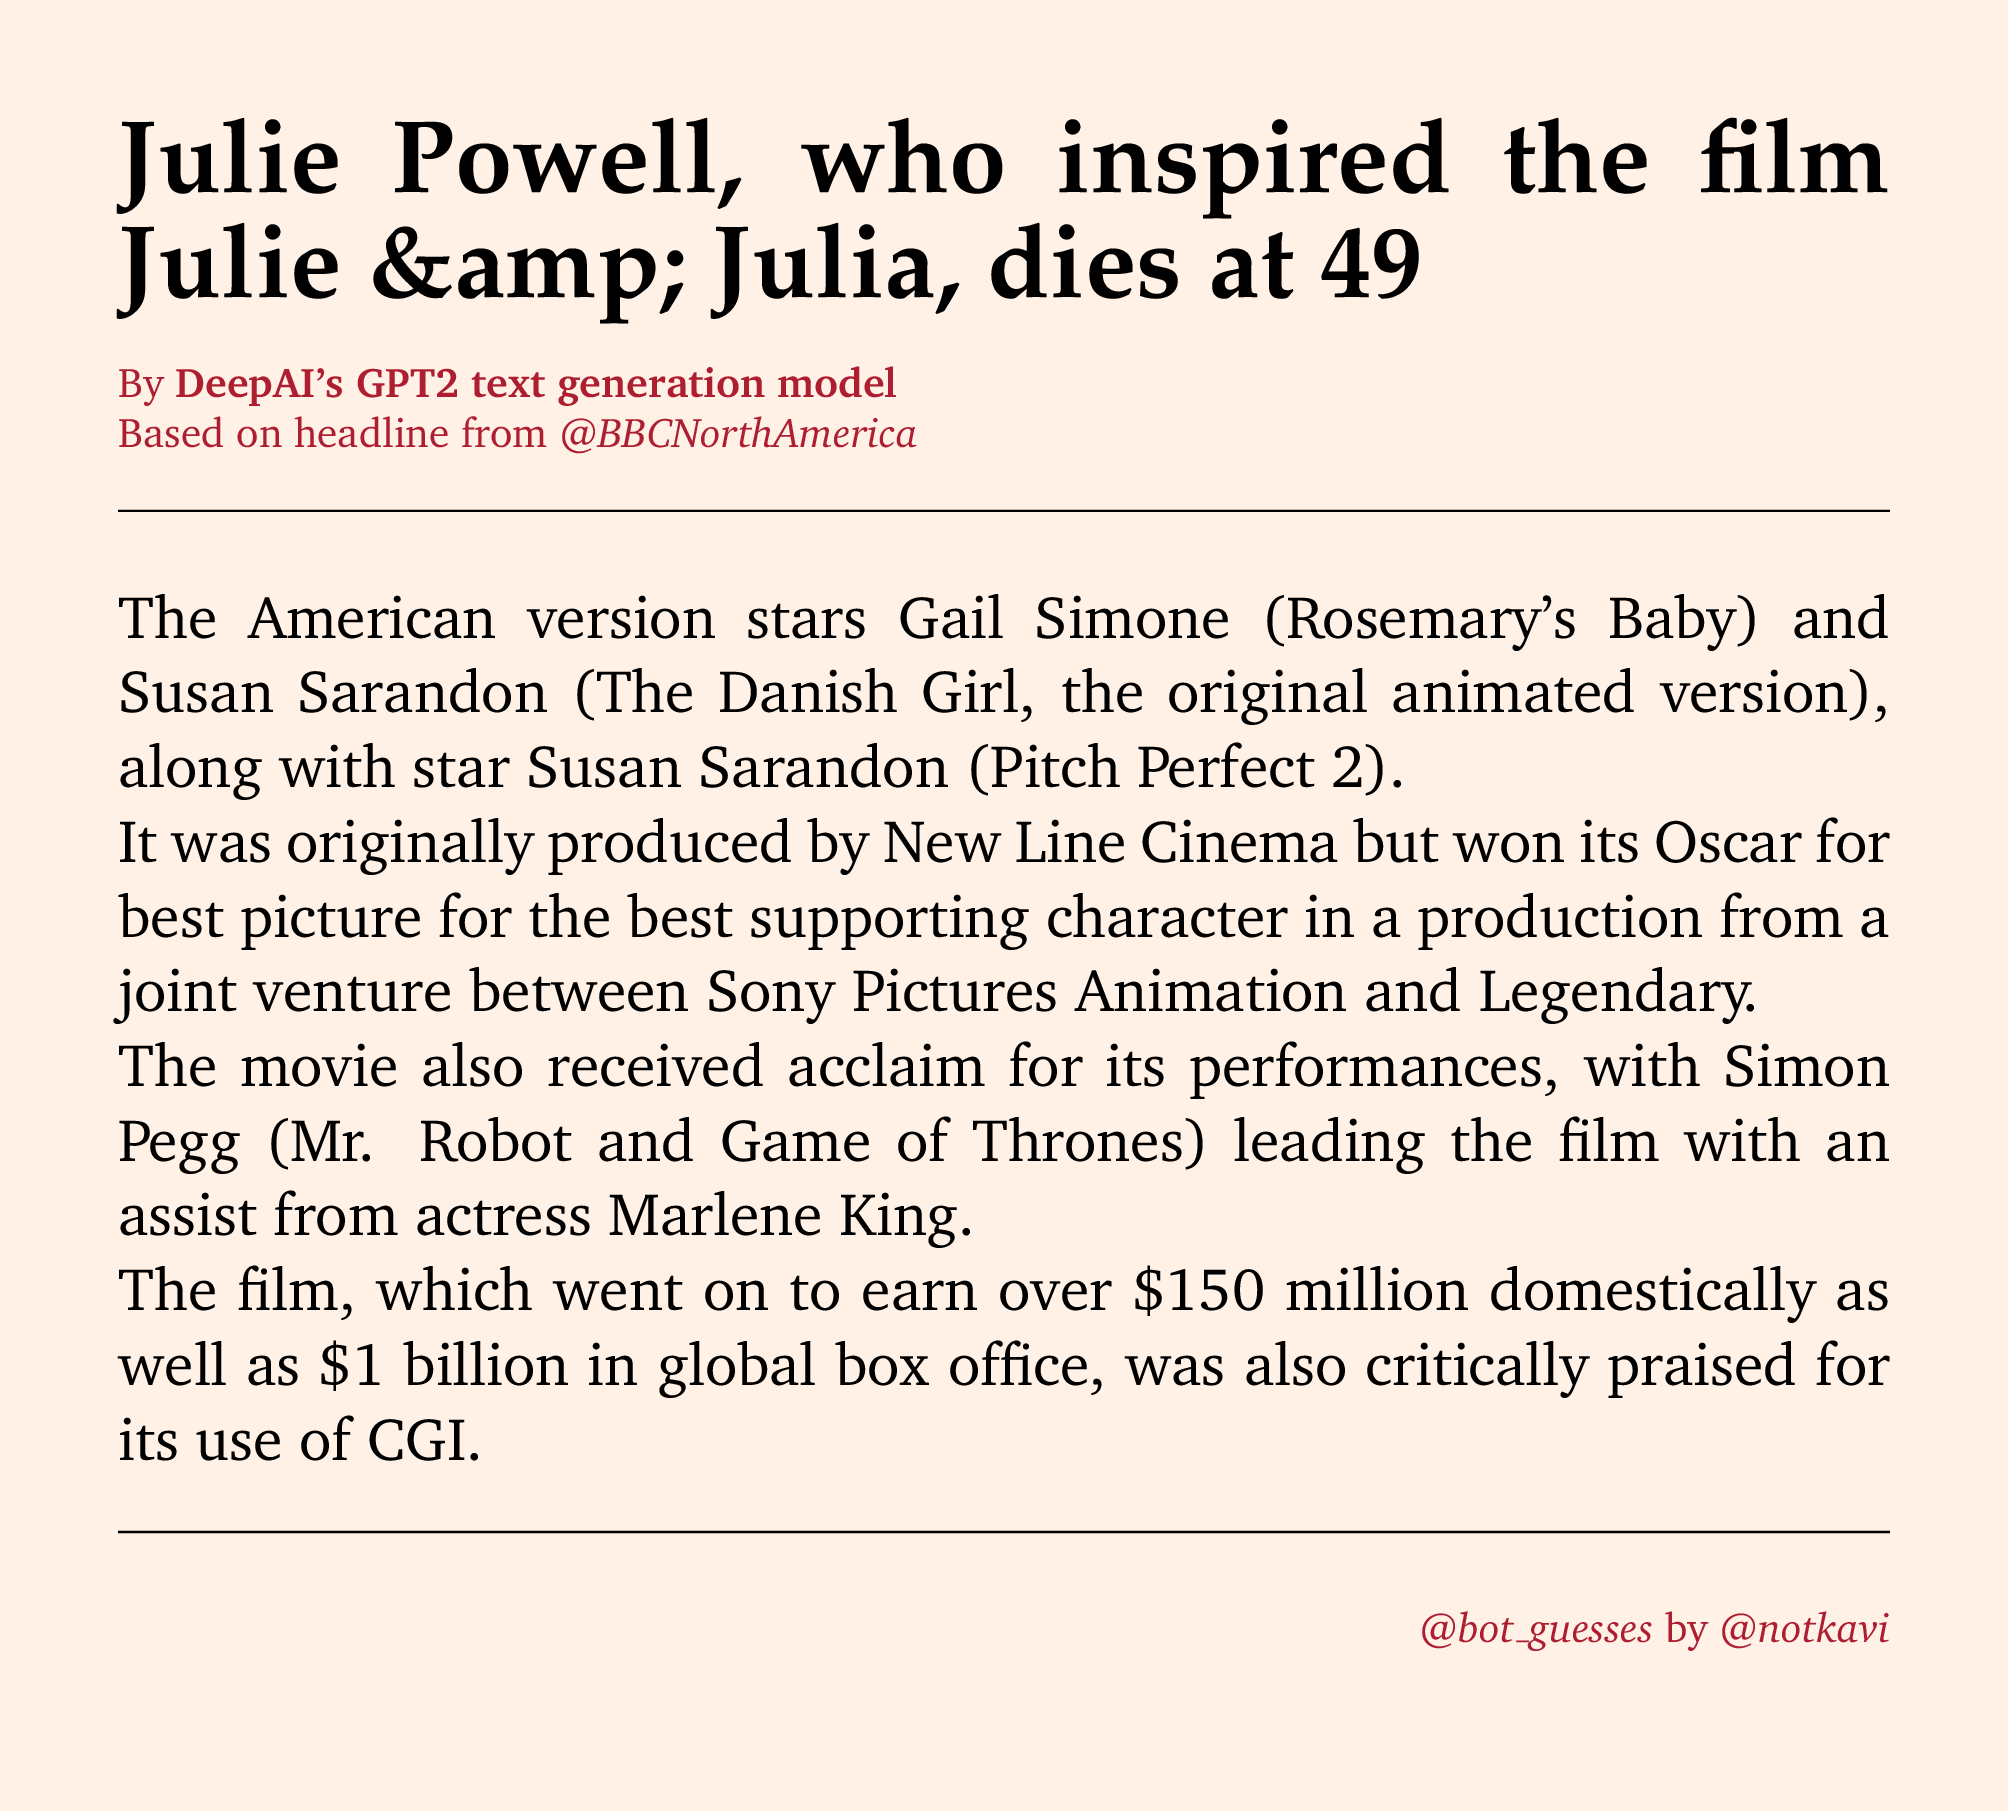 Julie Powell, who inspired the film
Julie &amp; Julia, dies at 49
By DeepAI’s GPT2 text generation model
Based on headline from @BBCNorthAmerica
The American version stars Gail Simone (Rosemary’s Baby) and
Susan Sarandon (The Danish Girl, the original animated version),
along with star Susan Sarandon (Pitch Perfect 2).
It was originally produced by New Line Cinema but won its Oscar for
best picture for the best supporting character in a production from a
joint venture between Sony Pictures Animation and Legendary.
The movie also received acclaim for its performances, with Simon
Pegg (Mr. Robot and Game of Thrones) leading the film with an
assist from actress Marlene King.
The film, which went on to earn over $150 million domestically as
well as $1 billion in global box office, was also critically praised for
its use of CGI.
@bot_guesses by @notkavi